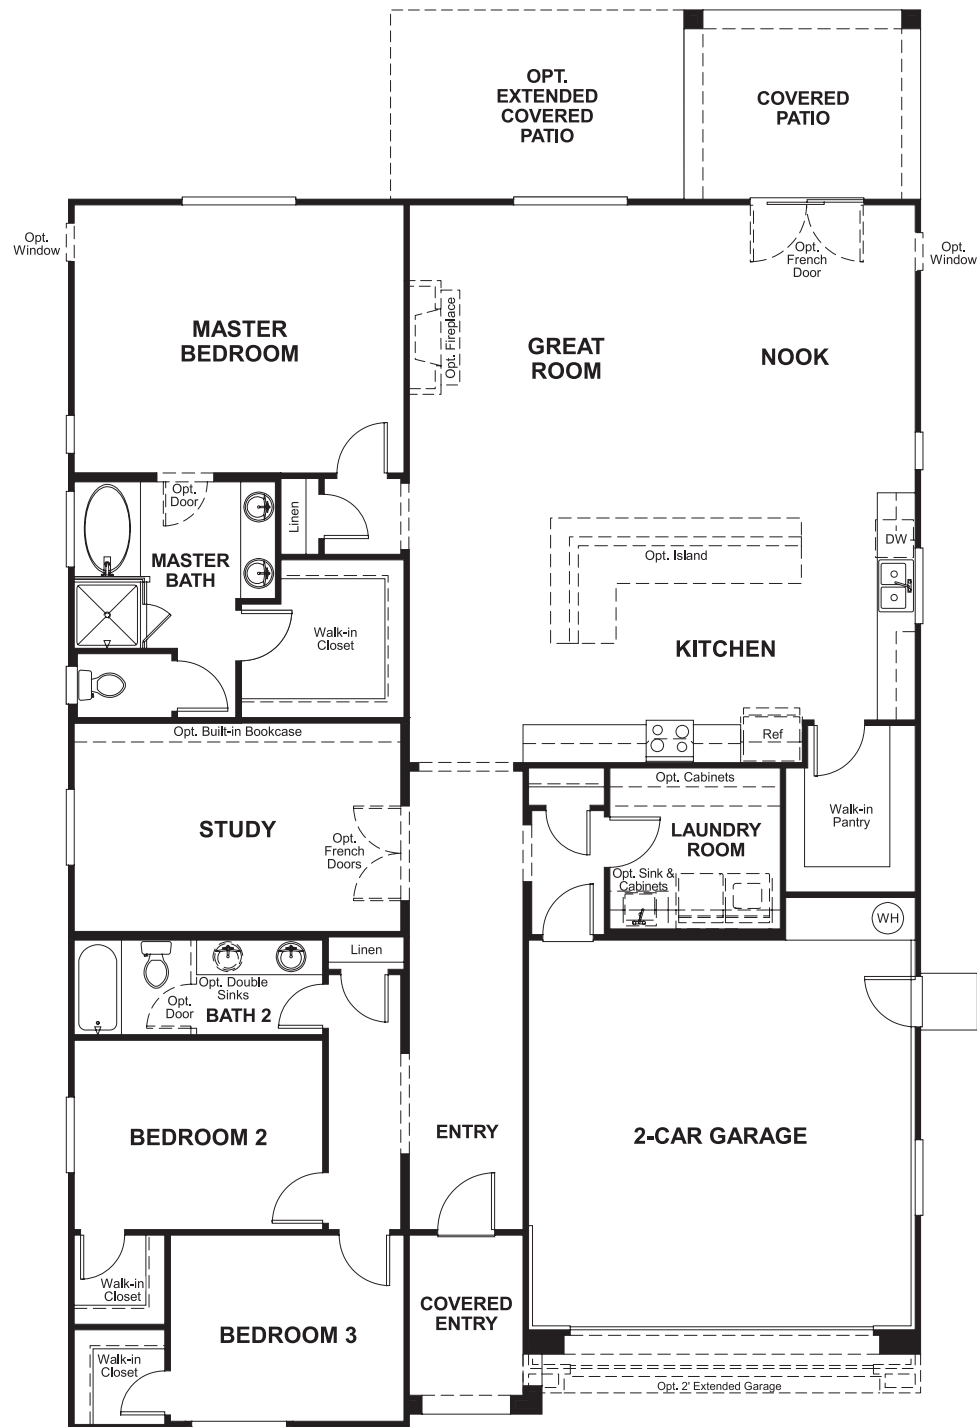 OPT.
EXTENDED
COVERED
PATIO
COVERED
PATIO
Opt.
Window
Opt.
French
Door
Opt.
Window
MASTER
BEDROOM
Opt. Fireplace
GREAT
ROOM
NOOK
Opt.
Door
Linen
MASTER
BATH
DW
Opt. Island
Walk-in
Closet
KITCHEN
Opt. Built-in Bookcase
Ref
Opt. Cabinets
STUDY
Opt.
French
Doors
LAUNDRY
ROOM
Walk-in
Pantry
Opt. Sink &
Cabinets
WH
Linen
Opt. Double
Sinks
Opt.
Door
BATH 2
BEDROOM 2
ENTRY
2-CAR GARAGE
Walk-in
Closet
COVERED
ENTRY
BEDROOM 3
Walk-in
Closet
Opt. 2' Extended Garage